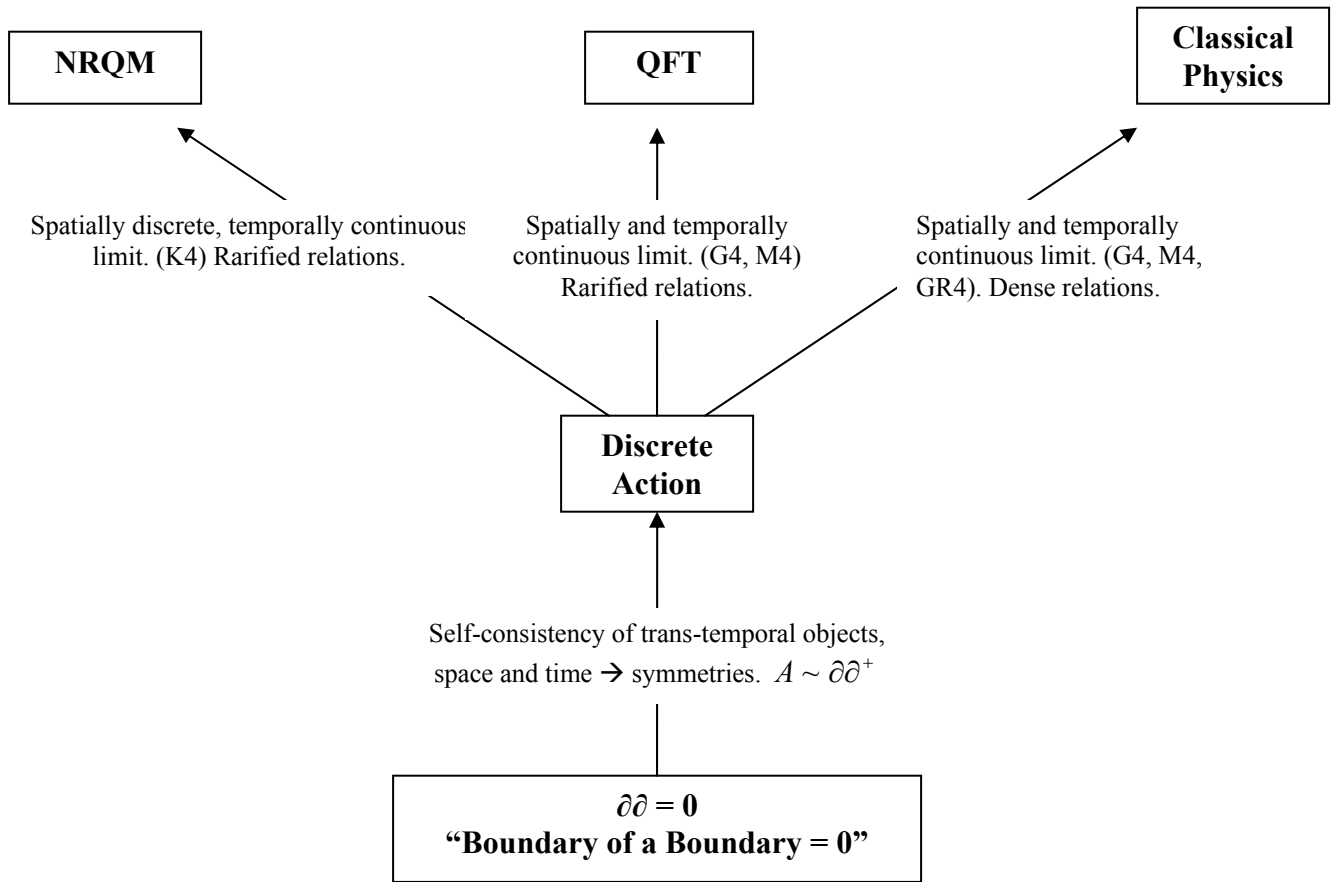 NRQM
QFT
Classical
Physics
Spatially discrete, temporally continuous
limit. (K4) Rarified relations.
Spatially and temporally
continuous limit. (G4, M4)
Rarified relations.
Spatially and temporally
continuous limit. (G4, M4,
GR4). Dense relations.
Discrete
Action
Self-consistency of trans-temporal objects,
space and time → symmetries. A ~ ∂∂⁺
∂∂ = 0
“Boundary of a Boundary = 0”